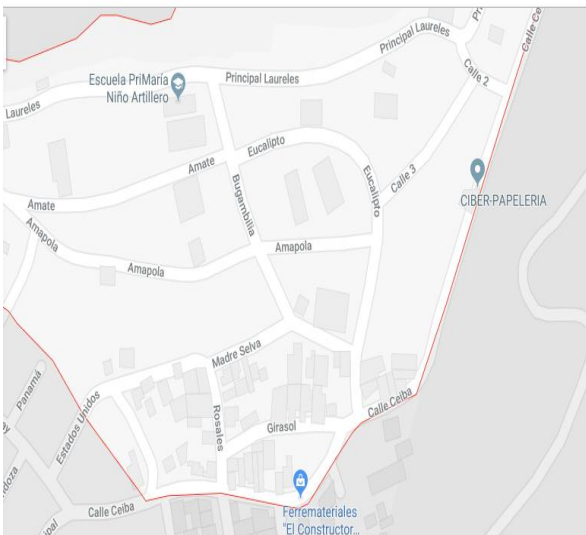 Principal Laureles
Pri
Calle Ce
Calle 2
Escuela PriMaría
Niño Artillero
Principal Laureles
Laureles
Eucalipto
Amate
Bugambilia
Eucalipto
Calle 3
CIBER-PAPELERIA
Amate
Amapola
Amapola
Amapola
Madre Selva
Panamá
Estados Unidos
Rosales
Girasol
Calle Ceiba
Calle Ceiba
Ferremateriales
"El Constructor...